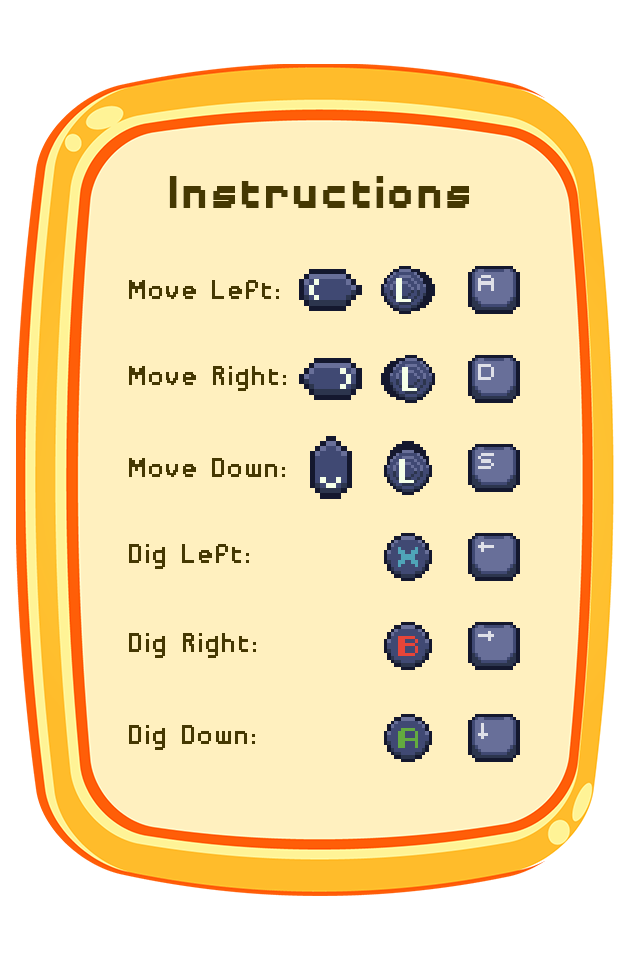 Instructions
Move Left: L A
Move Right: L D
Move Down: L S
Dig Left: X ←
Dig Right: B →
Dig Down: A ↓